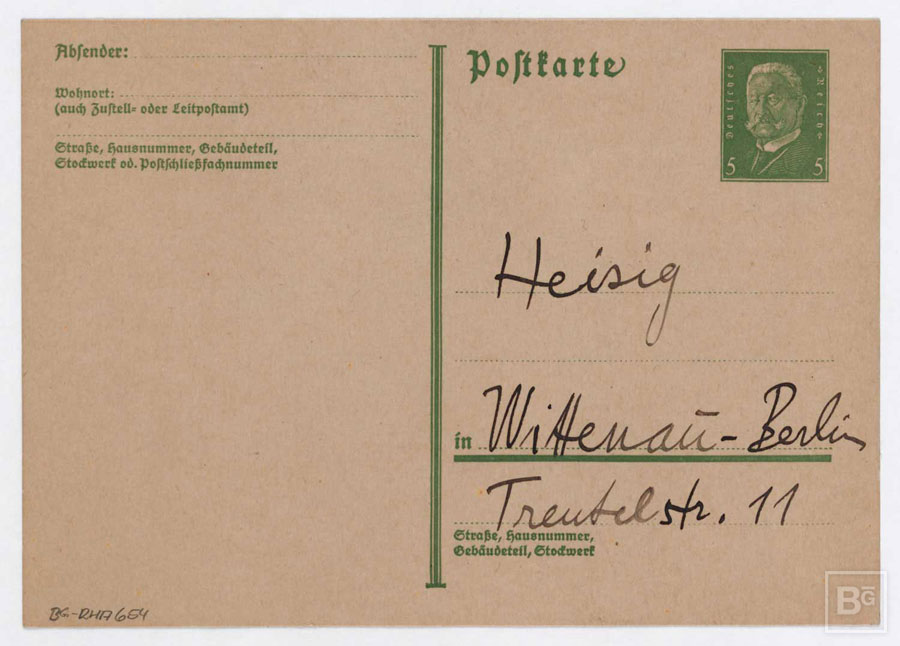 Absender:
Wohnort:
(auch Zustell- oder Leitpostamt)
Straße, Hausnummer, Gebäudeteil,
Stockwerk od. Postschließfachnummer
Postkarte
Deutsches
Reich
5 5
Heisig
in Wittenau-Berlin
Treutelstr. 11
Straße, Hausnummer,
Gebäudeteil, Stockwerk
BG-RHA 654
BG